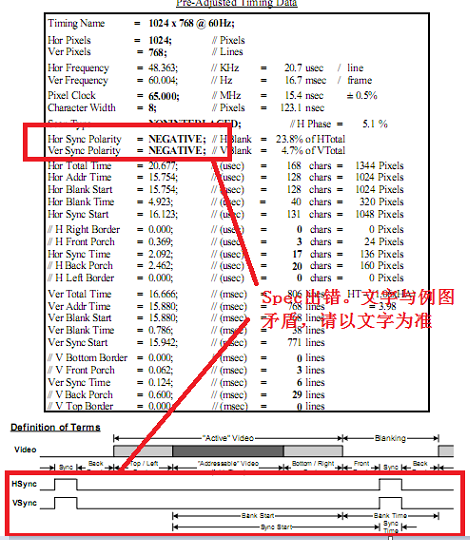 Pre-Adjusted Timing Data
Timing Name = 1024 x 768 @ 60Hz;
Hor Pixels = 1024; // Pixels
Ver Pixels = 768; // Lines
Hor Frequency = 48.363; // KHz = 20.7 usec / line
Ver Frequency = 60.004; // Hz = 16.7 msec / frame
Pixel Clock = 65.000; // MHz = 15.4 nsec ± 0.5%
Character Width = 8; // Pixels = 123.1 nsec
Scan Type = NONINTERLACED; // H Phase = 5.1 %
Hor Sync Polarity = NEGATIVE; // HBlank = 23.8% of HTotal
Ver Sync Polarity = NEGATIVE; // VBlank = 4.7% of VTotal
Hor Total Time = 20.677; // (usec) = 168 chars = 1344 Pixels
Hor Addr Time = 15.754; // (usec) = 128 chars = 1024 Pixels
Hor Blank Start = 15.754; // (usec) = 128 chars = 1024 Pixels
Hor Blank Time = 4.923; // (usec) = 40 chars = 320 Pixels
Hor Sync Start = 16.123; // (usec) = 131 chars = 1048 Pixels
// H Right Border = 0.000; // (usec) = 0 chars = 0 Pixels
// H Front Porch = 0.369; // (usec) = 3 chars = 24 Pixels
Hor Sync Time = 2.092; // (usec) = 17 chars = 136 Pixels
// H Back Porch = 2.462; // (usec) = 20 chars = 160 Pixels
// H Left Border = 0.000; // (usec) = 0 chars = 0 Pixels
Ver Total Time = 16.666; // (msec) = 806 lines HT
Ver Addr Time = 15.880; // (msec) = 768 lines = 3.98
Ver Blank Start = 15.880; // (msec) = 768 lines
Ver Blank Time = 0.786; // (msec) = 38 lines
Ver Sync Start = 15.942; // (msec) = 771 lines
// V Bottom Border = 0.000; // (msec) = 0 lines
// V Front Porch = 0.062; // (msec) = 3 lines
Ver Sync Time = 0.124; // (msec) = 6 lines
// V Back Porch = 0.600; // (msec) = 29 lines
// V Top Border = 0.000; // (msec) = 0 lines
Spec出错。文字与例图
矛盾，请以文字为准
Definition of Terms
"Active" Video Blanking
Video
Sync Back Top / Left "Addressable" Video Bottom / Right Front Sync Back
HSync
VSync
Blank Start Blank Time
Sync Start Sync
Time